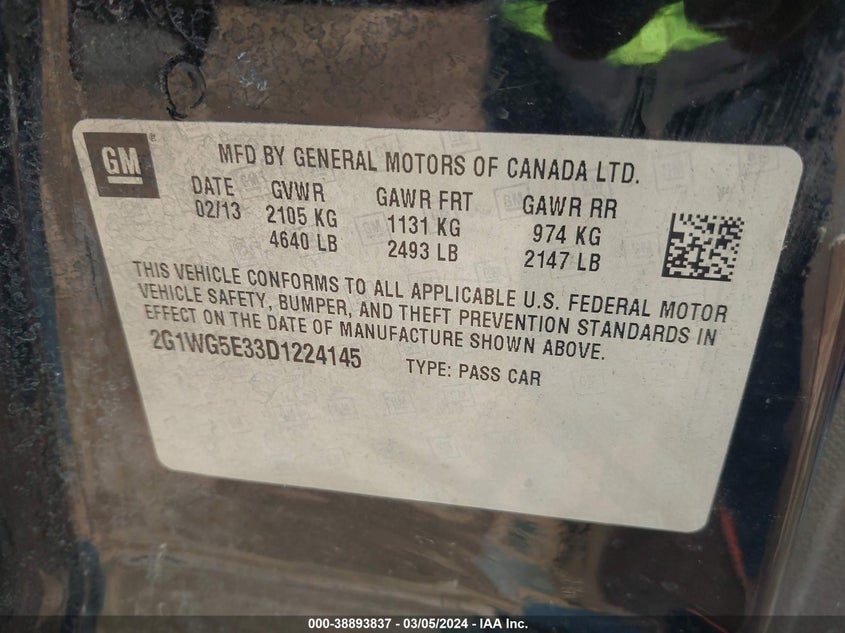 GM
MFD BY GENERAL MOTORS OF CANADA LTD.
DATE GVWR GAWR FRT GAWR RR
02/13 2105 KG 1131 KG 974 KG
4640 LB 2493 LB 2147 LB
THIS VEHICLE CONFORMS TO ALL APPLICABLE U.S. FEDERAL MOTOR
VEHICLE SAFETY, BUMPER, AND THEFT PREVENTION STANDARDS IN
EFFECT ON THE DATE OF MANUFACTURE SHOWN ABOVE.
2G1WG5E33D1224145 TYPE: PASS CAR
000-38893837 - 03/05/2024 - IAA Inc.